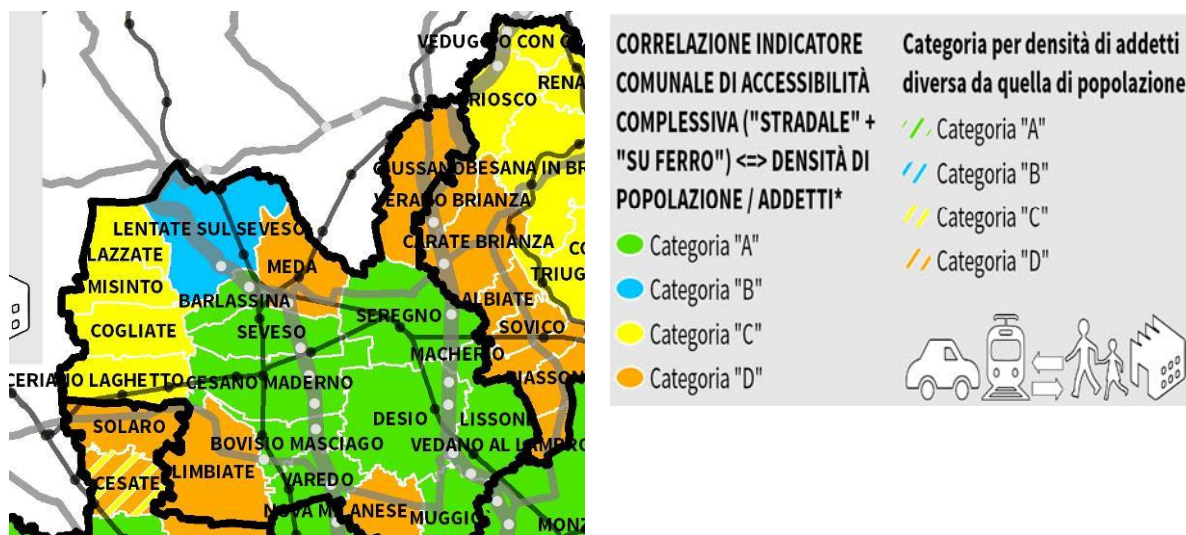 VEDUGGIO CON C
RENA
RIOSCO
GIUSSANO
BESANA IN BR
VERANO BRIANZA
LENTATE SUL SEVESO
CARATE BRIANZA
LAZZATE
MEDA
TRIUG
MISINTO
BARLASSINA
ALBIATE
SEREGNO
COGLIATE
SEVESO
SOVICO
MACHERIO
CERIANO LAGHETTO
CESANO MADERNO
BIASSON
DESIO
LISSONE
SOLARO
BOVISIO MASCIAGO
VEDANO AL LAMBRO
LIMBIATE
CESATE
VAREDO
NOVA MILANESE
MUGGIÒ
MONZ
CORRELAZIONE INDICATORE
COMUNALE DI ACCESSIBILITÀ
COMPLESSIVA ("STRADALE" +
"SU FERRO") <=> DENSITÀ DI
POPOLAZIONE / ADDETTI*
Categoria "A"
Categoria "B"
Categoria "C"
Categoria "D"
Categoria per densità di addetti
diversa da quella di popolazione
Categoria "A"
Categoria "B"
Categoria "C"
Categoria "D"